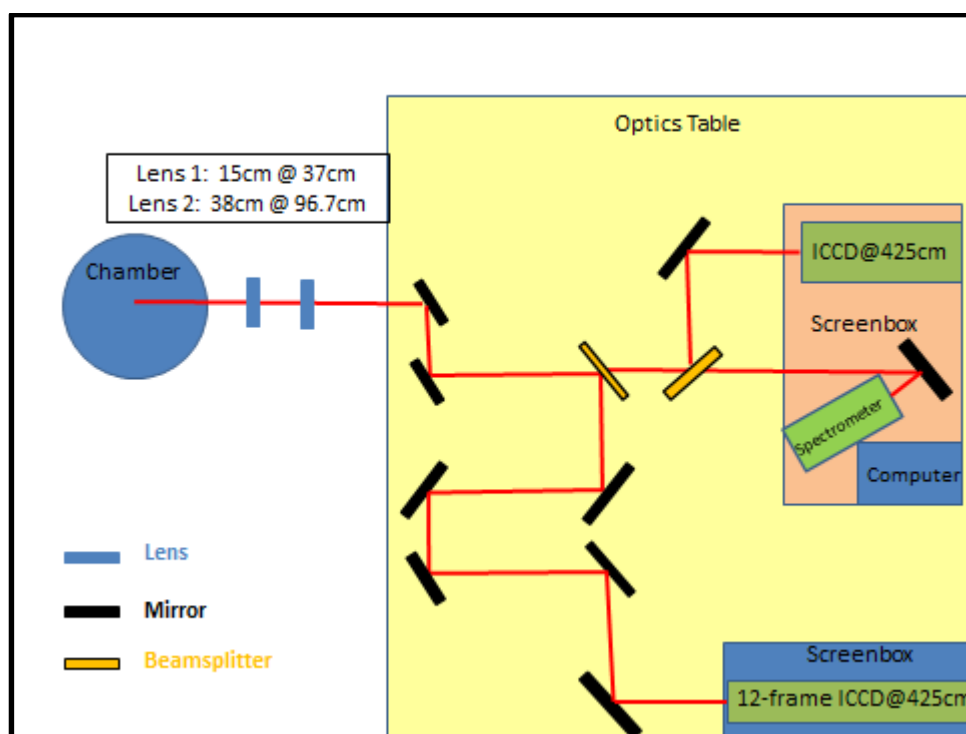 Optics Table
Lens 1: 15cm @ 37cm
Lens 2: 38cm @ 96.7cm
Chamber
ICCD@425cm
Screenbox
Spectrometer
Computer
Lens
Mirror
Beamsplitter
Screenbox
12-frame ICCD@425cm